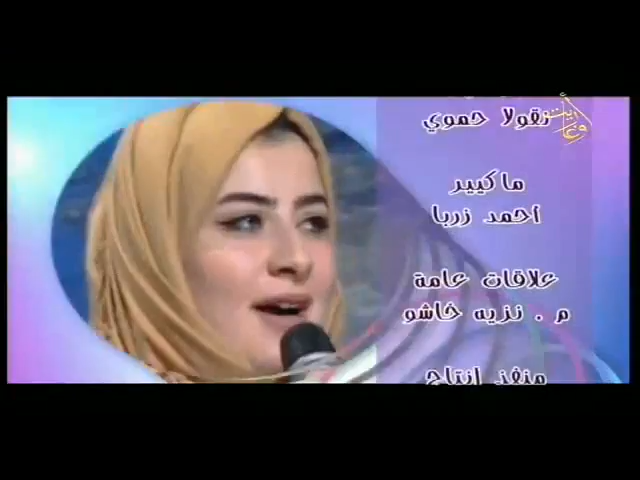 نقولا حموي
ماكيير
احمد زربا
علاقات عامة
م . نزيه خاشو
منفذ انتاج